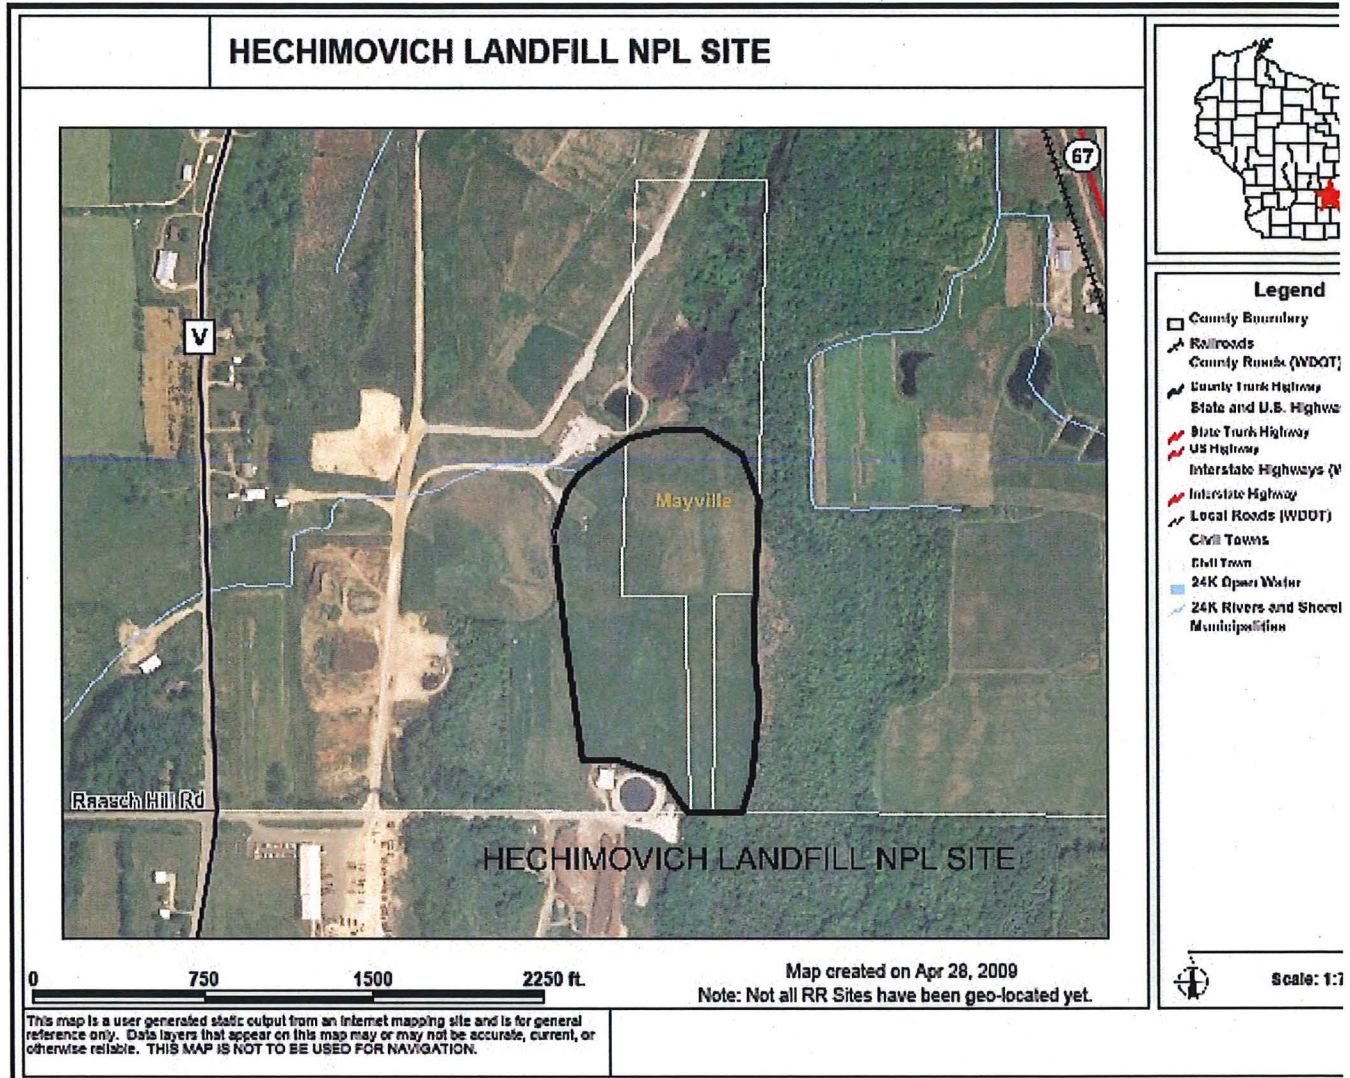 HECHIMOVICH LANDFILL NPL SITE
67
V
Mayville
Raasch Hill Rd
HECHIMOVICH LANDFILL NPL SITE
Legend
County Boundary
Railroads
County Roads (WDOT)
County Trunk Highway
State and U.S. Highwa
State Trunk Highway
US Highway
Interstate Highways (W
Interstate Highway
Local Roads (WDOT)
Civil Towns
Civil Town
24K Open Water
24K Rivers and Shorel
Municipalities
0 750 1500 2250 ft.
Map created on Apr 28, 2009
Note: Not all RR Sites have been geo-located yet.
Scale: 1:7
This map is a user generated static output from an Internet mapping site and is for general
reference only. Data layers that appear on this map may or may not be accurate, current, or
otherwise reliable. THIS MAP IS NOT TO BE USED FOR NAVIGATION.